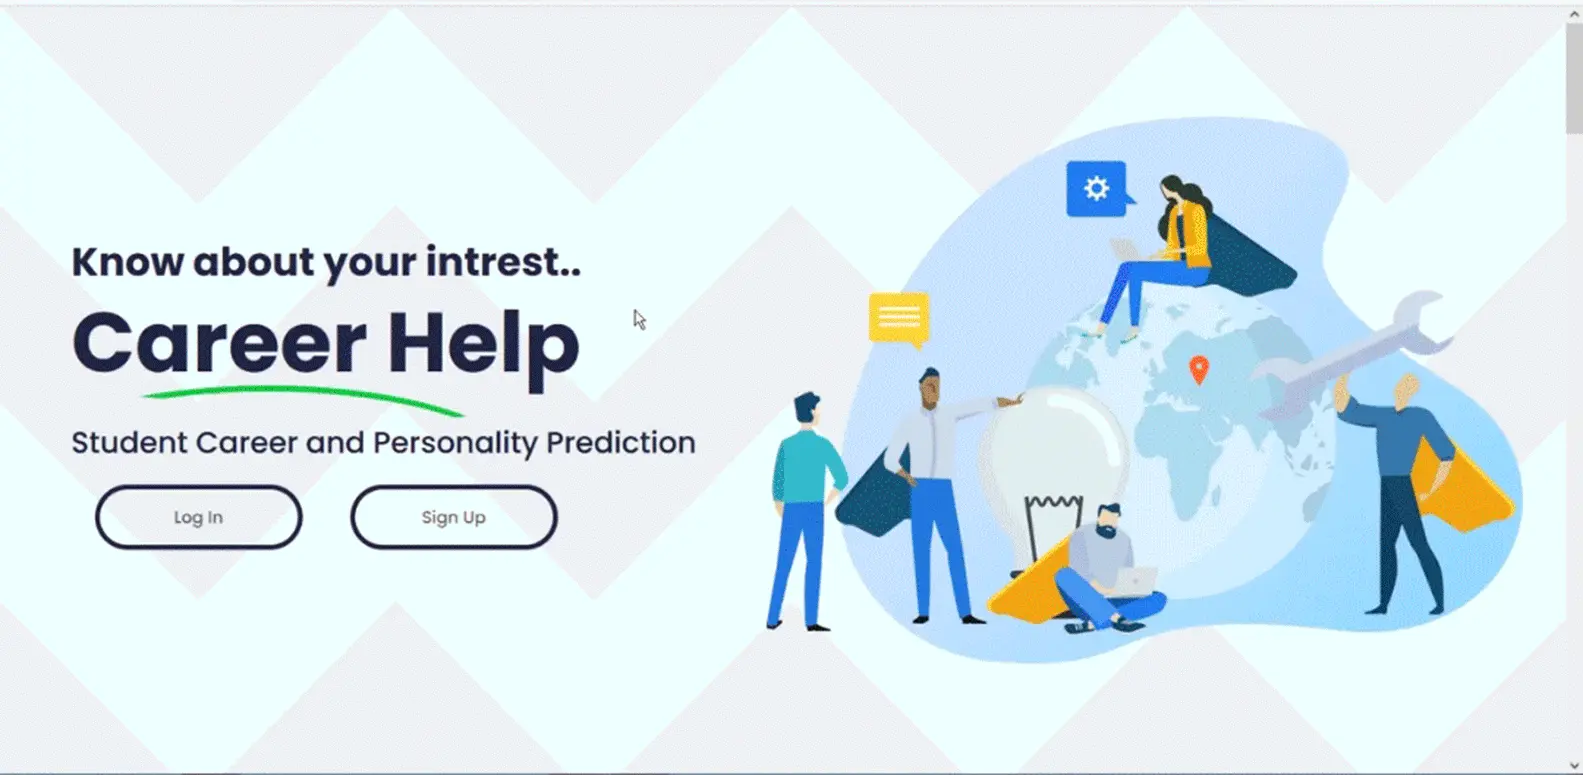 Know about your intrest..
Career Help
Student Career and Personality Prediction
Log In
Sign Up